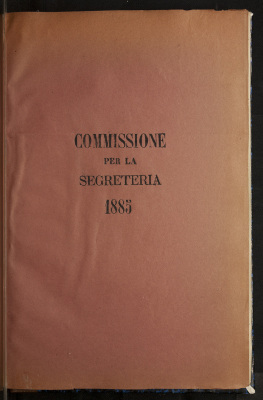 COMMISSIONE
PER LA
SEGRETERIA
1885